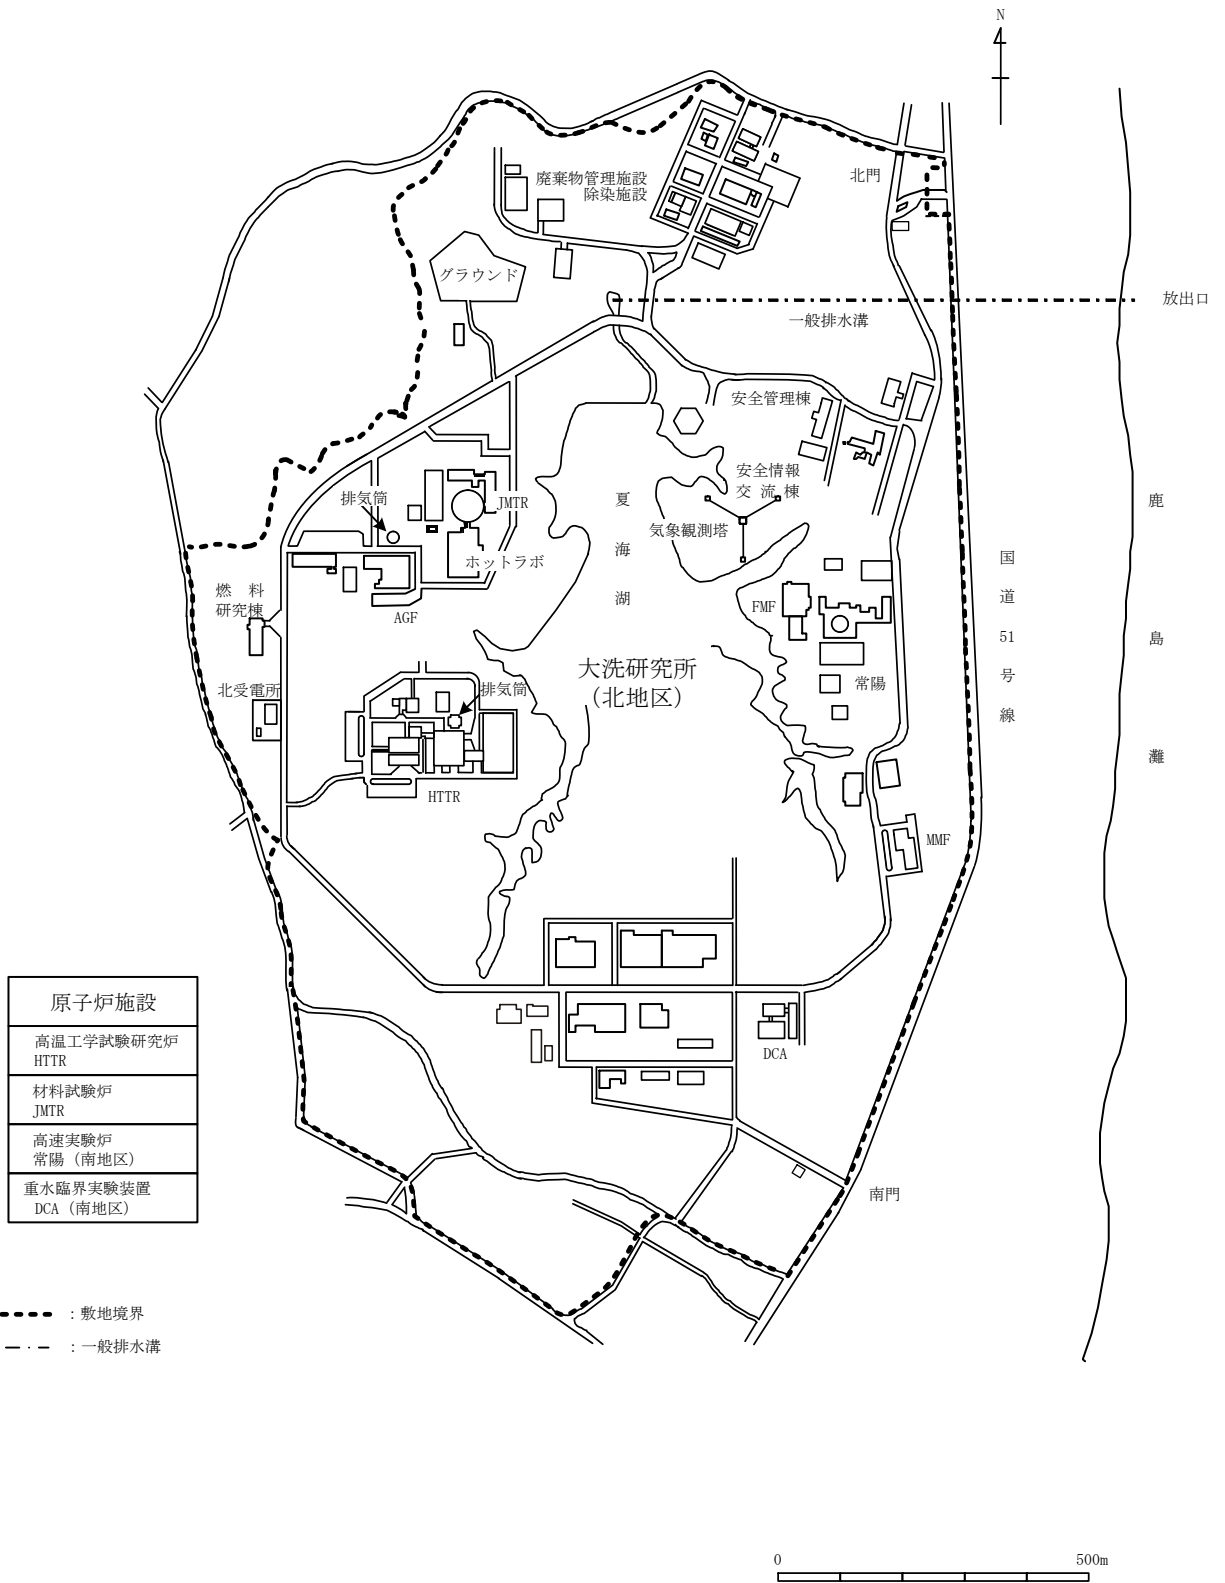 N
北門
廃棄物管理施設
除染施設
グラウンド
放出口
一般排水溝
安全管理棟
安全情報
交流棟
気象観測塔
夏海湖
排気筒
JMTR
ホットラボ
燃料
研究棟
AGF
FMF
常陽
大洗研究所
（北地区）
北受電所
排気筒
HTTR
MMF
DCA
南門
国道51号線
鹿島灘
原子炉施設
高温工学試験研究炉
HTTR
材料試験炉
JMTR
高速実験炉
常陽（南地区）
重水臨界実験装置
DCA（南地区）
：敷地境界
：一般排水溝
0 500m